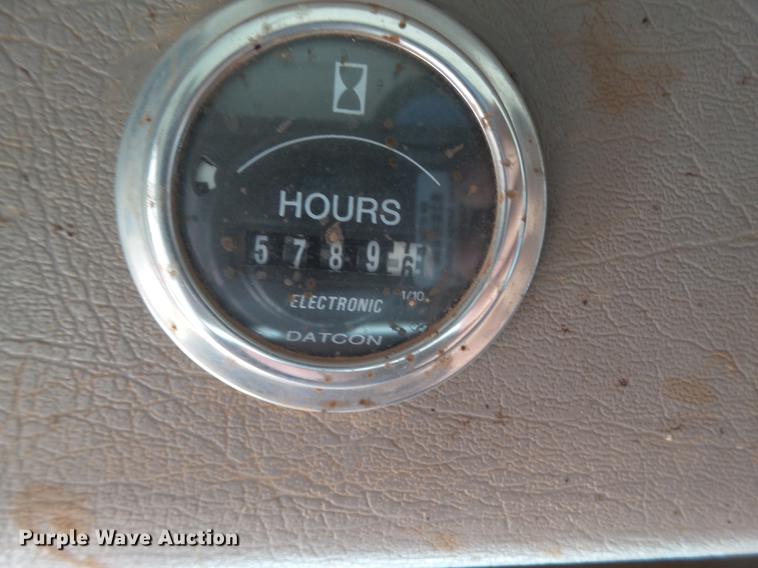 HOURS
5 7 8 9
1/10
ELECTRONIC
DATCON
Purple Wave Auction